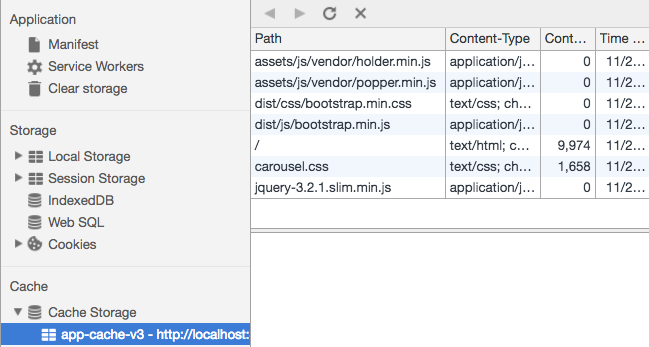 Application
Manifest
Service Workers
Clear storage
Storage
Local Storage
Session Storage
IndexedDB
Web SQL
Cookies
Cache
Cache Storage
app-cache-v3 - http://localhost:
Path Content-Type Cont… Time …
assets/js/vendor/holder.min.js application/j… 0 11/2…
assets/js/vendor/popper.min.js application/j… 0 11/2…
dist/css/bootstrap.min.css text/css; ch… 0 11/2…
dist/js/bootstrap.min.js application/j… 0 11/2…
/ text/html; c… 9,974 11/2…
carousel.css text/css; ch… 1,658 11/2…
jquery-3.2.1.slim.min.js application/j… 0 11/2…